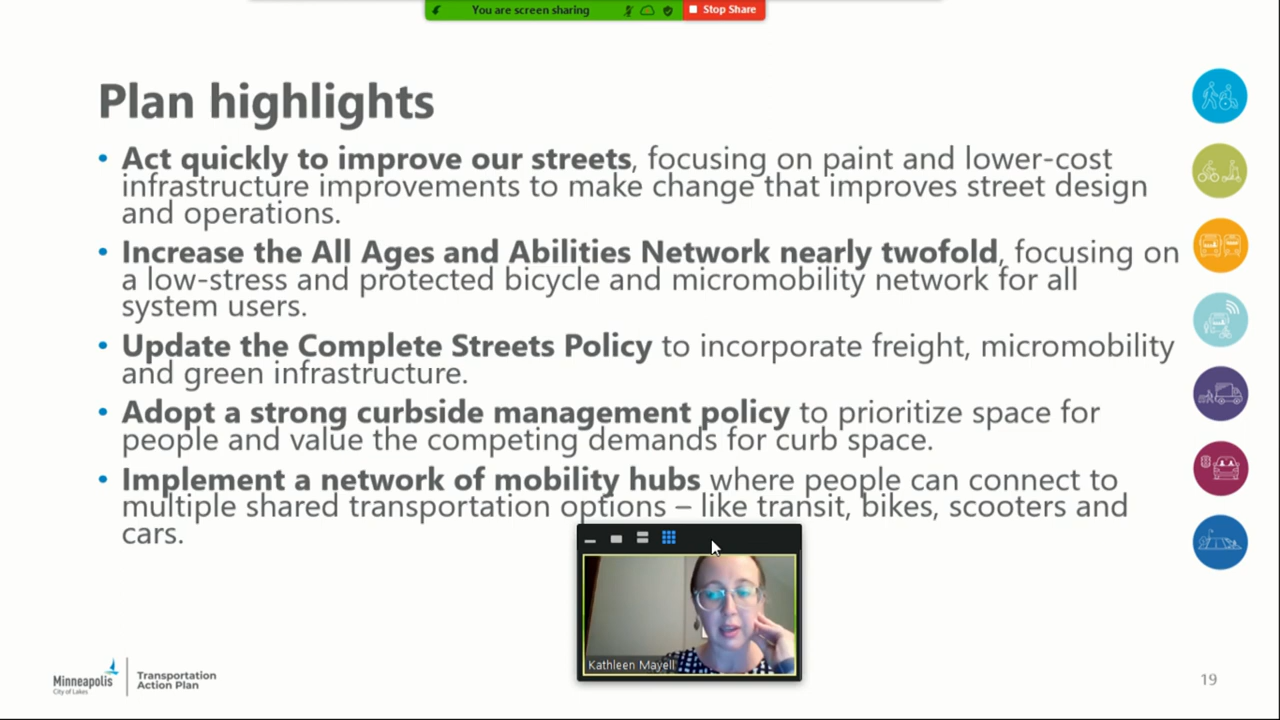 You are screen sharing
Stop Share
Plan highlights
• Act quickly to improve our streets, focusing on paint and lower-cost
infrastructure improvements to make change that improves street design
and operations.
• Increase the All Ages and Abilities Network nearly twofold, focusing on
a low-stress and protected bicycle and micromobility network for all
system users.
• Update the Complete Streets Policy to incorporate freight, micromobility
and green infrastructure.
• Adopt a strong curbside management policy to prioritize space for
people and value the competing demands for curb space.
• Implement a network of mobility hubs where people can connect to
multiple shared transportation options – like transit, bikes, scooters and
cars.
Kathleen Mayell
Minneapolis
City of Lakes
Transportation
Action Plan
19